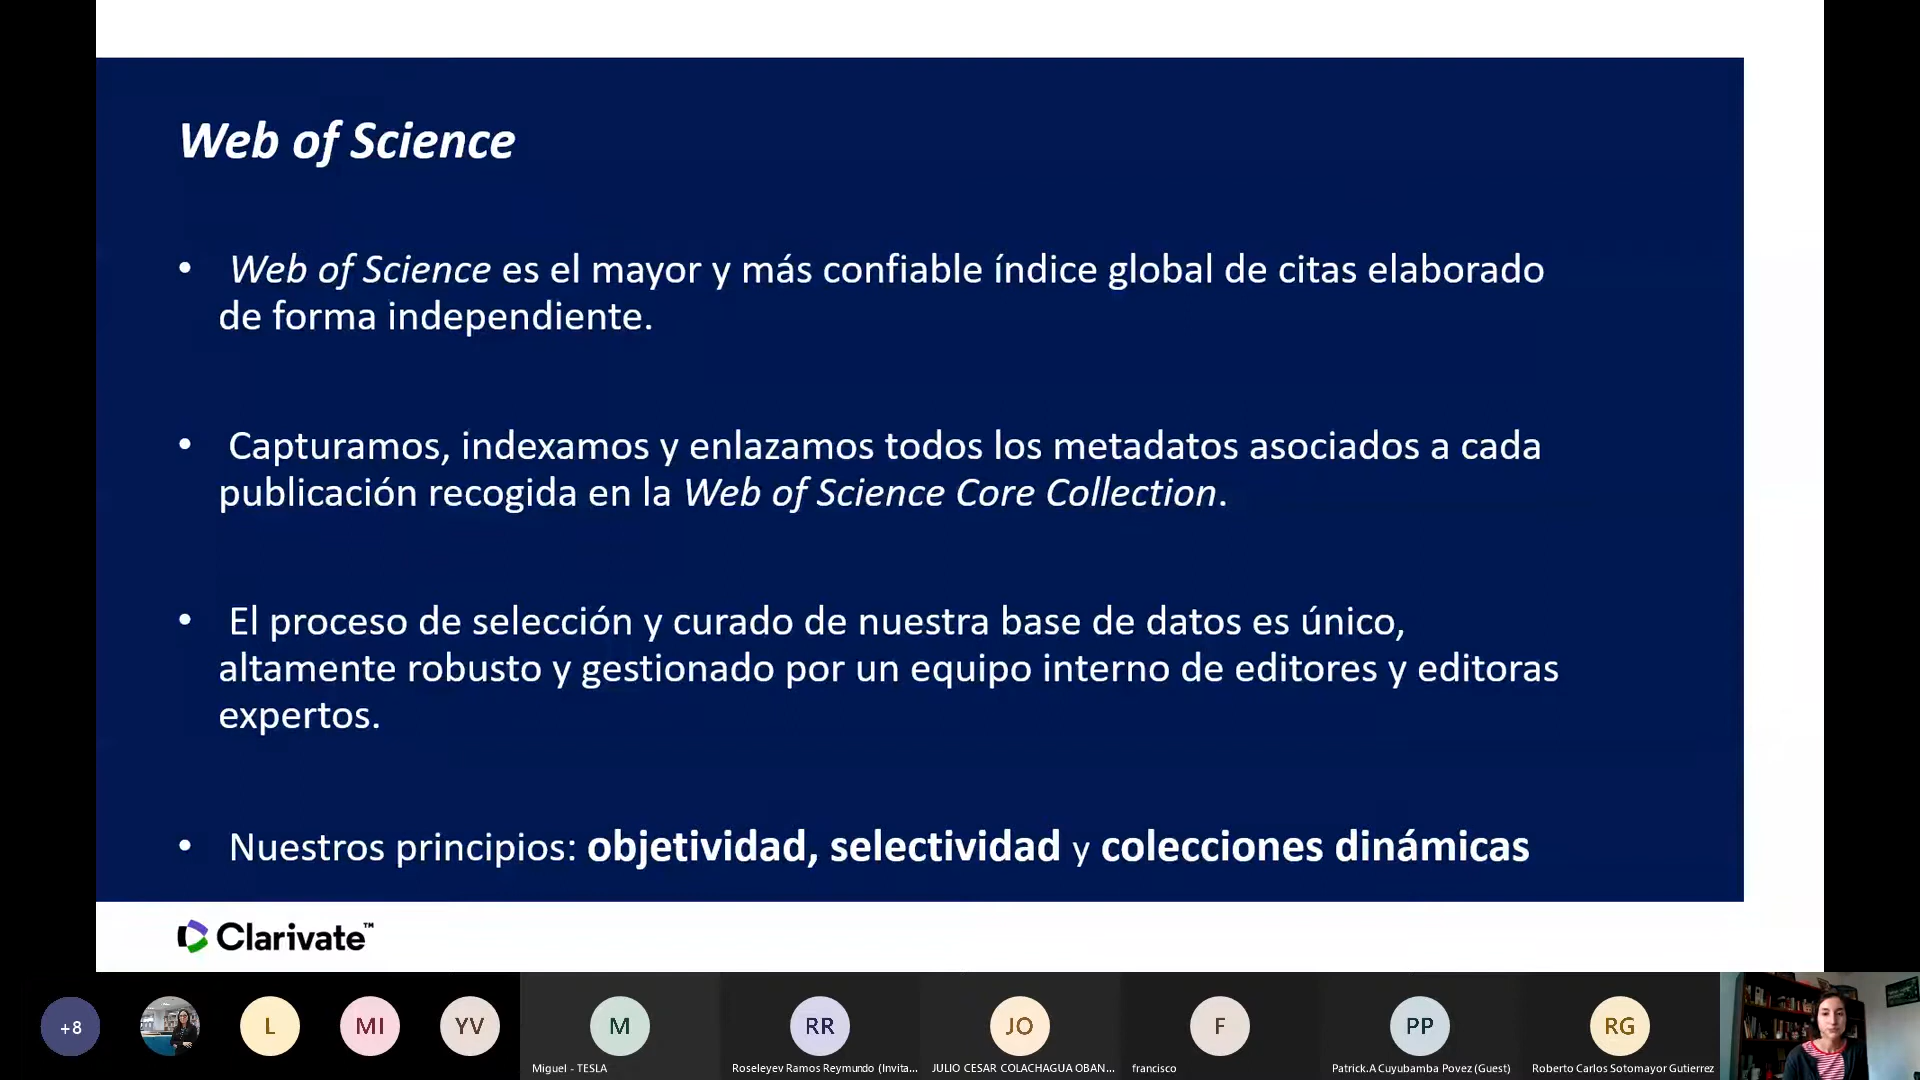 Web of Science
• Web of Science es el mayor y más confiable índice global de citas elaborado
de forma independiente.
• Capturamos, indexamos y enlazamos todos los metadatos asociados a cada
publicación recogida en la Web of Science Core Collection.
• El proceso de selección y curado de nuestra base de datos es único,
altamente robusto y gestionado por un equipo interno de editores y editoras
expertos.
• Nuestros principios: objetividad, selectividad y colecciones dinámicas
Clarivate™
+8
L
MI
YV
M
RR
JO
F
PP
RG
Miguel - TESLA
Roseleyev Ramos Reymundo (Invita...
JULIO CESAR COLACHAGUA OBAN...
francisco
Patrick.A Cuyubamba Povez (Guest)
Roberto Carlos Sotomayor Gutierrez